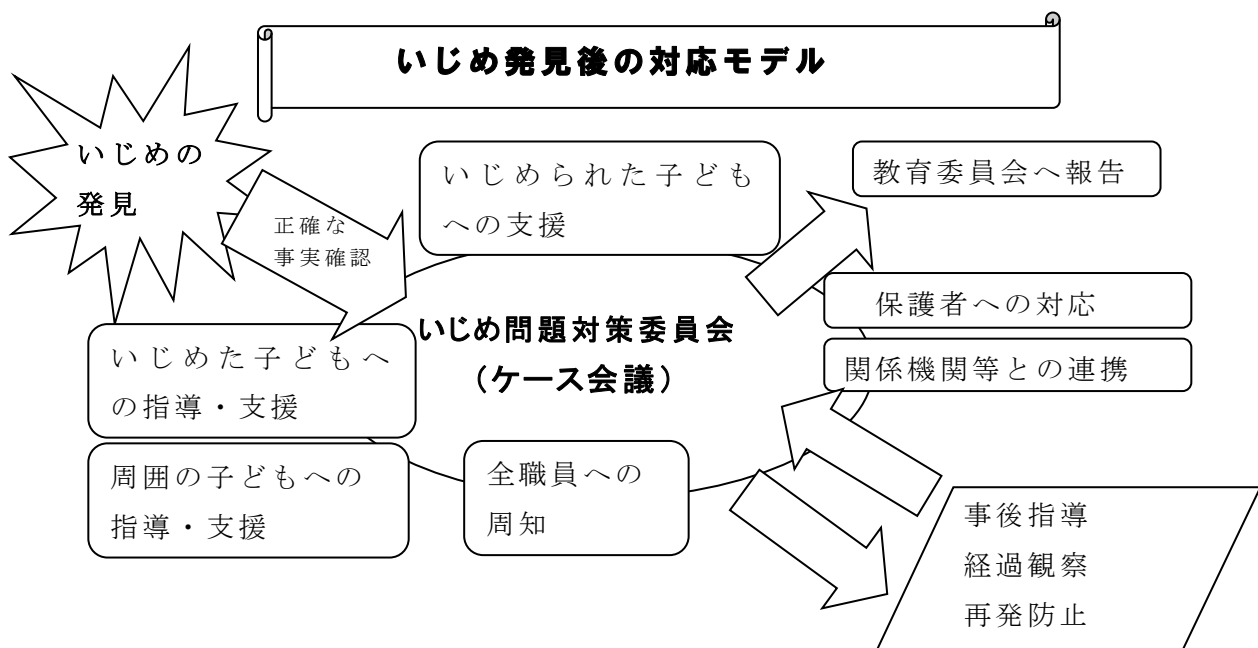 いじめ発見後の対応モデル
いじめの
発見
正確な
事実確認
いじめられた子ども
への支援
教育委員会へ報告
保護者への対応
関係機関等との連携
いじめ問題対策委員会
（ケース会議）
いじめた子どもへ
の指導・支援
周囲の子どもへの
指導・支援
全職員への
周知
事後指導
経過観察
再発防止